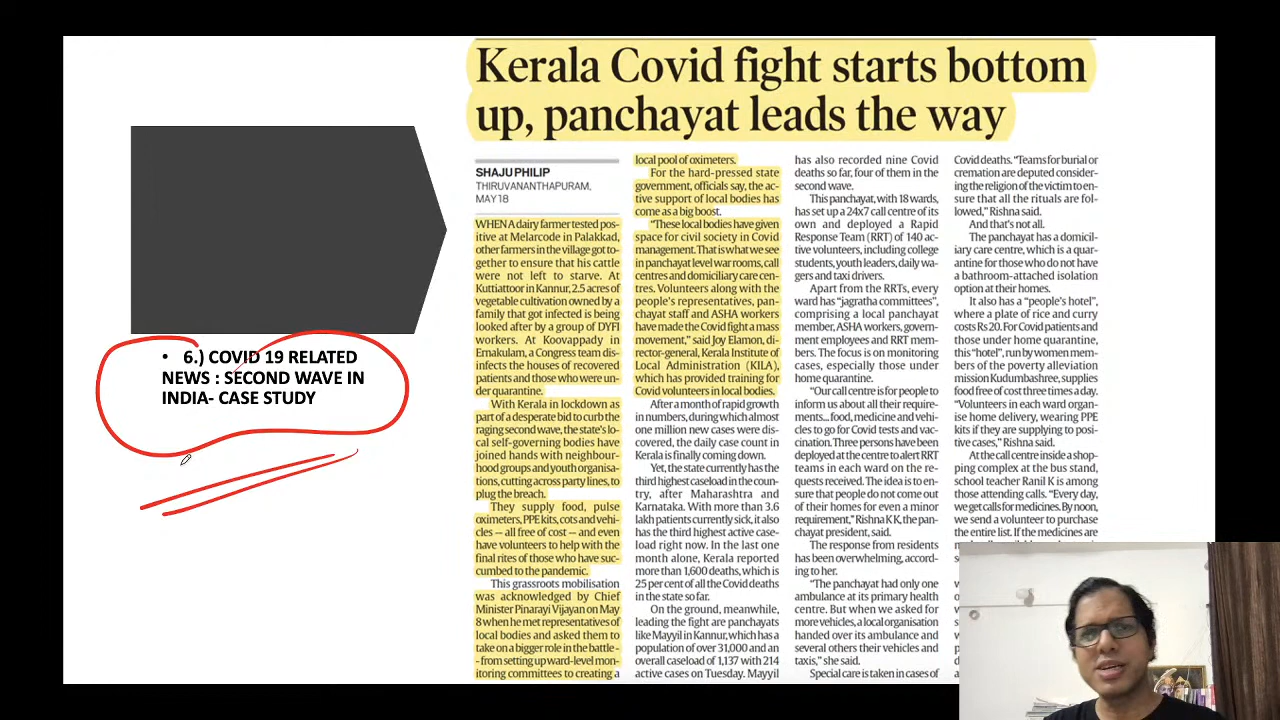 Kerala Covid fight starts bottom
up, panchayat leads the way
• 6.) COVID 19 RELATED
NEWS : SECOND WAVE IN
INDIA- CASE STUDY
SHAJU PHILIP
THIRUVANANTHAPURAM,
MAY 18
WHEN A dairy farmer tested pos-
itive at Melarcode in Palakkad,
other farmers in the village got to-
gether to ensure that his cattle
were not left to starve. At
Kuttiattoor in Kannur, 2.5 acres of
vegetable cultivation owned by a
family that got infected is being
looked after by a group of DYFI
workers. At Koovappady in
Ernakulam, a Congress team dis-
infects the houses of recovered
patients and those who were un-
der quarantine.
With Kerala in lockdown as
part of a desperate bid to curb the
raging second wave, the state's lo-
cal self-governing bodies have
joined hands with neighbour-
hood groups and youth organisa-
tions, cutting across party lines, to
plug the breach.
They supply food, pulse
oximeters, PPE kits, cots and vehi-
cles — all free of cost — and even
have volunteers to help with the
final rites of those who have suc-
cumbed to the pandemic.
This grassroots mobilisation
was acknowledged by Chief
Minister Pinarayi Vijayan on May
8 when he met representatives of
local bodies and asked them to
take on a bigger role in the battle -
- from setting up ward-level mon-
itoring committees to creating a
local pool of oximeters.
For the hard-pressed state
government, officials say, the ac-
tive support of local bodies has
come as a big boost.
"These local bodies have given
space for civil society in Covid
management. That is what we see
in panchayat level war rooms, call
centres and domiciliary care cen-
tres. Volunteers along with the
people's representatives, pan-
chayat staff and ASHA workers
have made the Covid fight a mass
movement," said Joy Elamon, di-
rector-general, Kerala Institute of
Local Administration (KILA),
which has provided training for
Covid volunteers in local bodies.
After a month of rapid growth
in numbers, during which almost
one million new cases were dis-
covered, the daily case count in
Kerala is finally coming down.
Yet, the state currently has the
third highest caseload in the coun-
try, after Maharashtra and
Karnataka. With more than 3.6
lakh patients currently sick, it also
has the third highest active case-
load right now. In the last one
month alone, Kerala reported
more than 1,600 deaths, which is
25 per cent of all the Covid deaths
in the state so far.
On the ground, meanwhile,
leading the fight are panchayats
like Mayyil in Kannur, which has a
population of over 31,000 and an
overall caseload of 1,137 with 214
active cases on Tuesday. Mayyil
has also recorded nine Covid
deaths so far, four of them in the
second wave.
This panchayat, with 18 wards,
has set up a 24x7 call centre of its
own and deployed a Rapid
Response Team (RRT) of 140 ac-
tive volunteers, including college
students, youth leaders, daily wa-
gers and taxi drivers.
Apart from the RRTs, every
ward has "jagratha committees",
comprising a local panchayat
member, ASHA workers, govern-
ment employees and RRT mem-
bers. The focus is on monitoring
cases, especially those under
home quarantine.
"Our call centre is for people to
inform us about all their require-
ments... food, medicine and vehi-
cles to go for Covid tests and vac-
cination. Three persons have been
deployed at the centre to alert RRT
teams in each ward on the re-
quests received. The idea is to en-
sure that people do not come out
of their homes for even a minor
requirement," Rishna K K, the pan-
chayat president, said.
The response from residents
has been overwhelming, accord-
ing to her.
"The panchayat had only one
ambulance at its primary health
centre. But when we asked for
more vehicles, a local organisation
handed over its ambulance and
several others their vehicles and
taxis," she said.
Special care is taken in cases of
Covid deaths. "Teams for burial or
cremation are deputed consider-
ing the religion of the victim to en-
sure that all the rituals are fol-
lowed," Rishna said.
And that's not all.
The panchayat has a domicil-
iary care centre, which is a quar-
antine for those who do not have
a bathroom-attached isolation
option at their homes.
It also has a "people's hotel",
where a plate of rice and curry
costs Rs 20. For Covid patients and
those under home quarantine,
this "hotel", run by women mem-
bers of the poverty alleviation
mission Kudumbashree, supplies
food free of cost three times a day.
"Volunteers in each ward organ-
ise home delivery, wearing PPE
kits if they are supplying to posi-
tive cases," Rishna said.
At the call centre inside a shop-
ping complex at the bus stand,
school teacher Ranil K is among
those attending calls. "Every day,
we get calls for medicines. By noon,
we send a volunteer to purchase
the entire list. If the medicines are